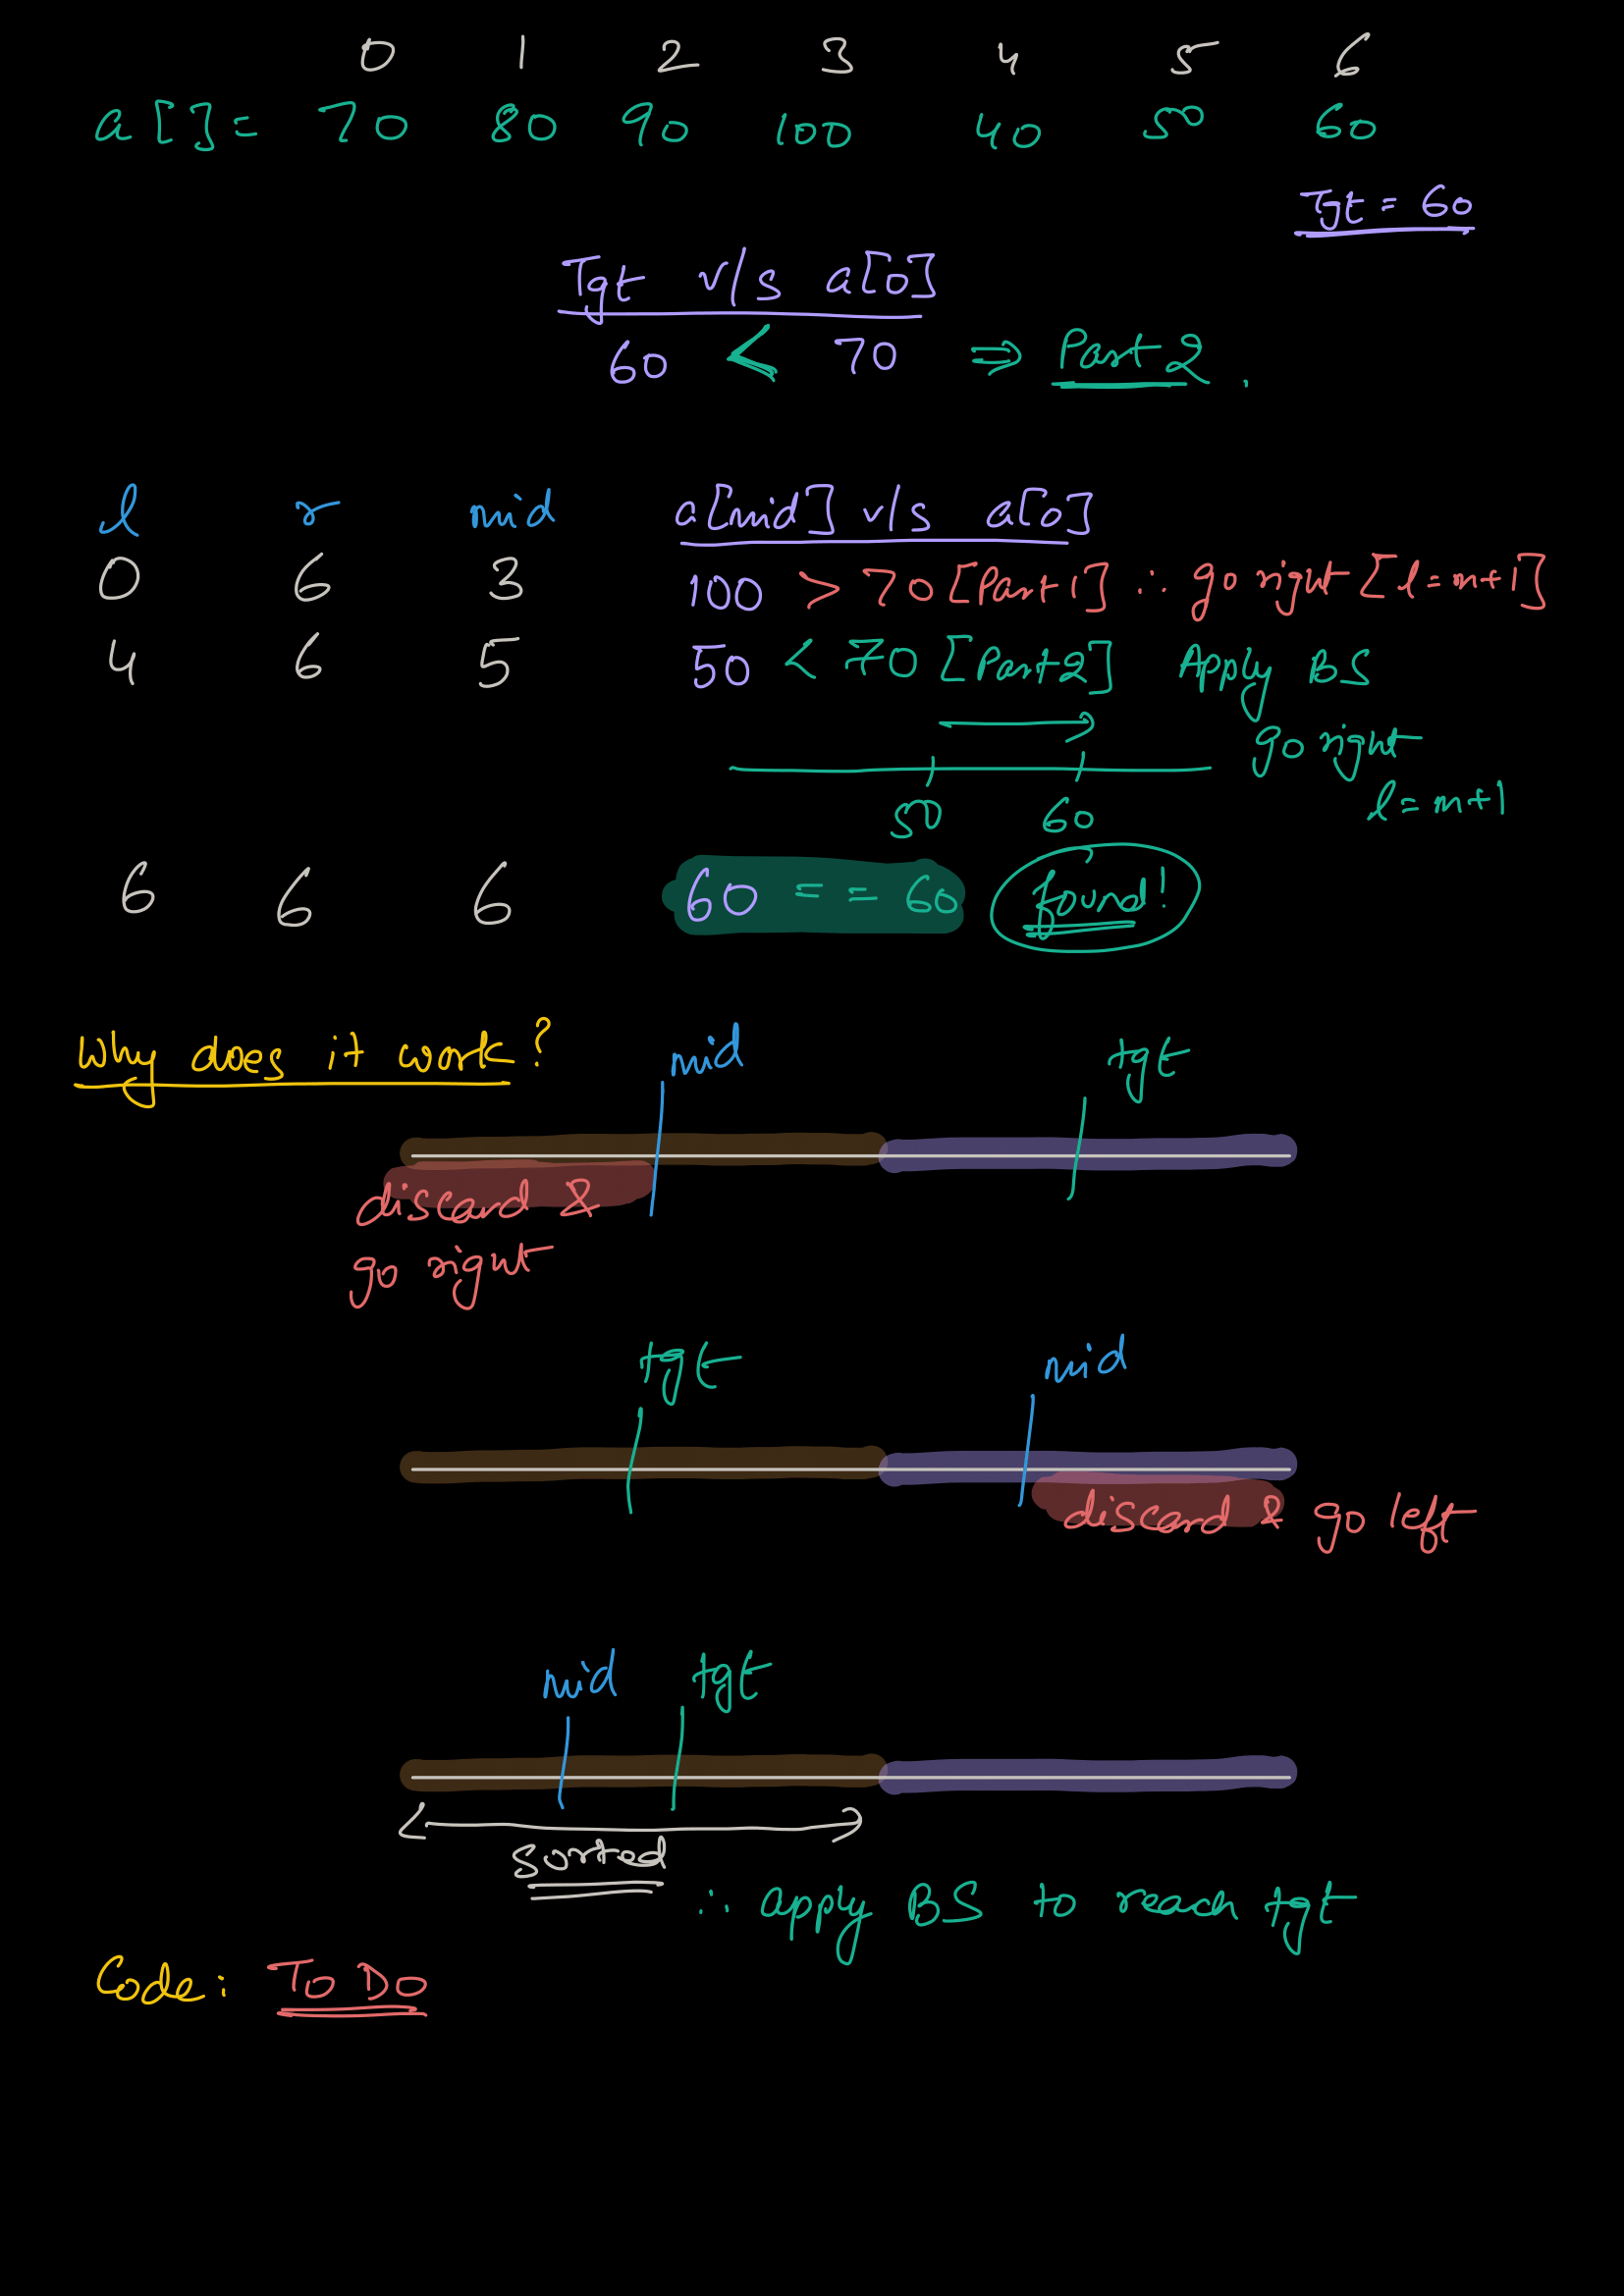 0 1 2 3 4 5 6
a[]= 70 80 90 100 40 50 60
Tgt = 60
Tgt v/s a[0]
60 < 70 ⇒ Part 2.
l r mid a[mid] v/s a[0]
0 6 3 100 > 70 [Part 1] ∴ go right [l=m+1]
4 6 5 50 < 70 [Part 2] Apply BS
go right
50 60 l=m+1
6 6 6 60 == 60 found!
Why does it work?
mid tgt
discard &
go right
tgt mid
discard & go left
mid tgt
sorted
∴ apply BS to reach tgt
Code: To Do